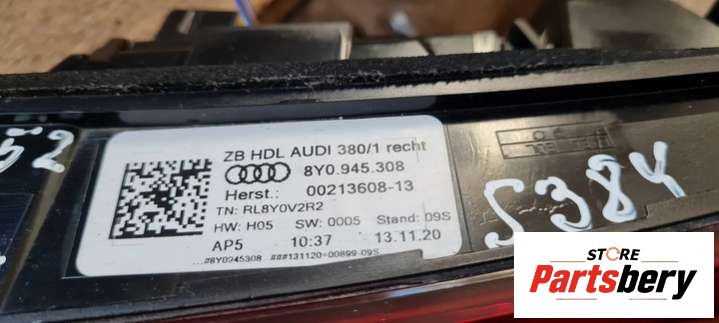 ZB HDL AUDI 380/1 recht
8Y0.945.308
Herst.: 00213608-13
TN: RL8Y0V2R2
HW: H05 SW: 0005 Stand: 09S
AP5 10:37 13.11.20
...#8Y0945308 ###131120-00899-09S
52
S384
STORE
Partsbery